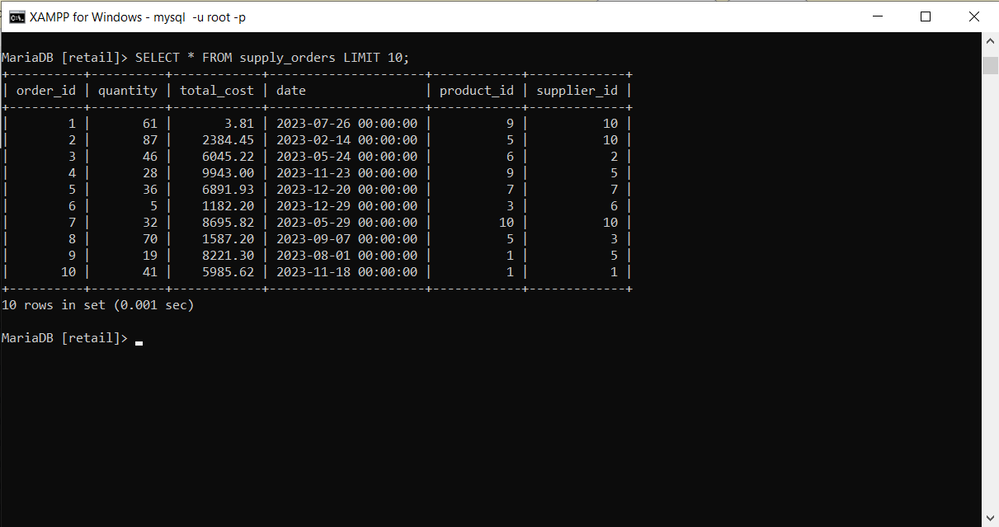 XAMPP for Windows - mysql  -u root -p
MariaDB [retail]> SELECT * FROM supply_orders LIMIT 10;
+----------+----------+------------+---------------------+------------+-------------+
| order_id | quantity | total_cost | date                | product_id | supplier_id |
+----------+----------+------------+---------------------+------------+-------------+
|        1 |       61 |       3.81 | 2023-07-26 00:00:00 |          9 |          10 |
|        2 |       87 |    2384.45 | 2023-02-14 00:00:00 |          5 |          10 |
|        3 |       46 |    6045.22 | 2023-05-24 00:00:00 |          6 |           2 |
|        4 |       28 |    9943.00 | 2023-11-23 00:00:00 |          9 |           5 |
|        5 |       36 |    6891.93 | 2023-12-20 00:00:00 |          7 |           7 |
|        6 |        5 |    1182.20 | 2023-12-29 00:00:00 |          3 |           6 |
|        7 |       32 |    8695.82 | 2023-05-29 00:00:00 |         10 |          10 |
|        8 |       70 |    1587.20 | 2023-09-07 00:00:00 |          5 |           3 |
|        9 |       19 |    8221.30 | 2023-08-01 00:00:00 |          1 |           5 |
|       10 |       41 |    5985.62 | 2023-11-18 00:00:00 |          1 |           1 |
+----------+----------+------------+---------------------+------------+-------------+
10 rows in set (0.001 sec)
MariaDB [retail]>